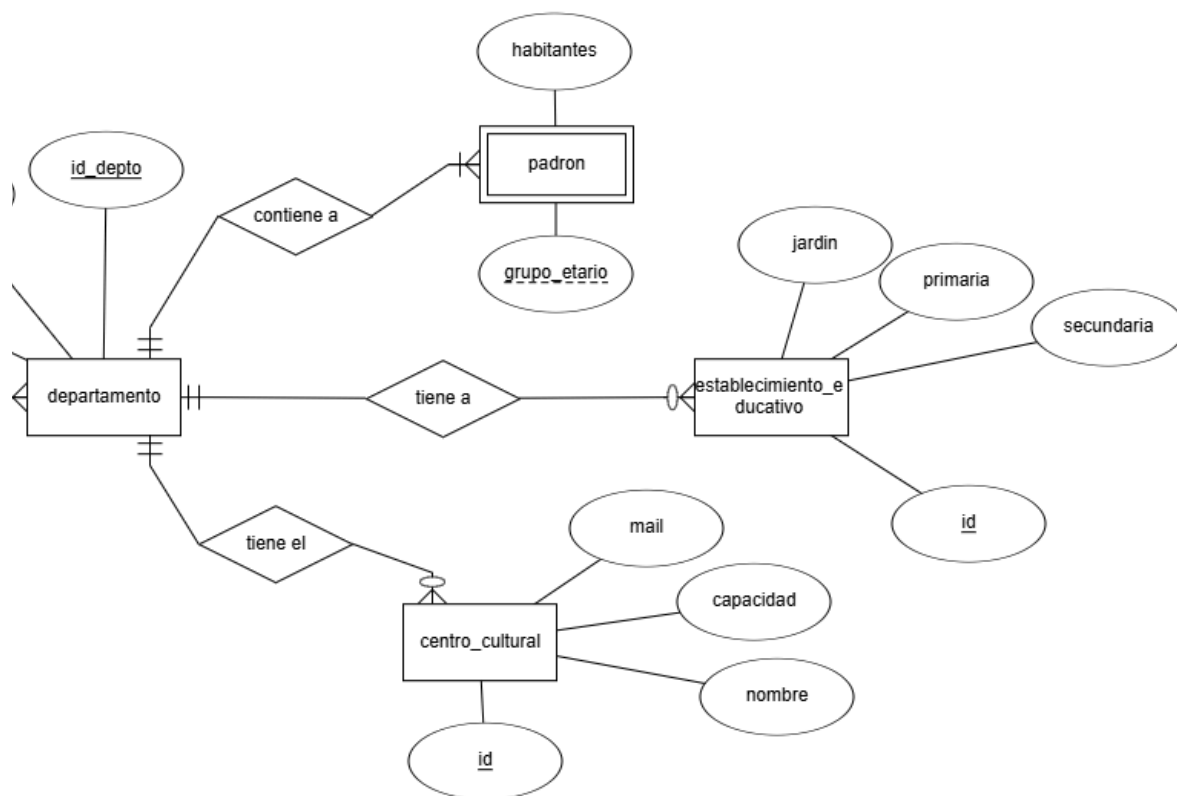 habitantes
padron
id_depto
contiene a
grupo_etario
jardin
primaria
secundaria
departamento
tiene a
establecimiento_e
ducativo
id
mail
tiene el
capacidad
centro_cultural
nombre
id